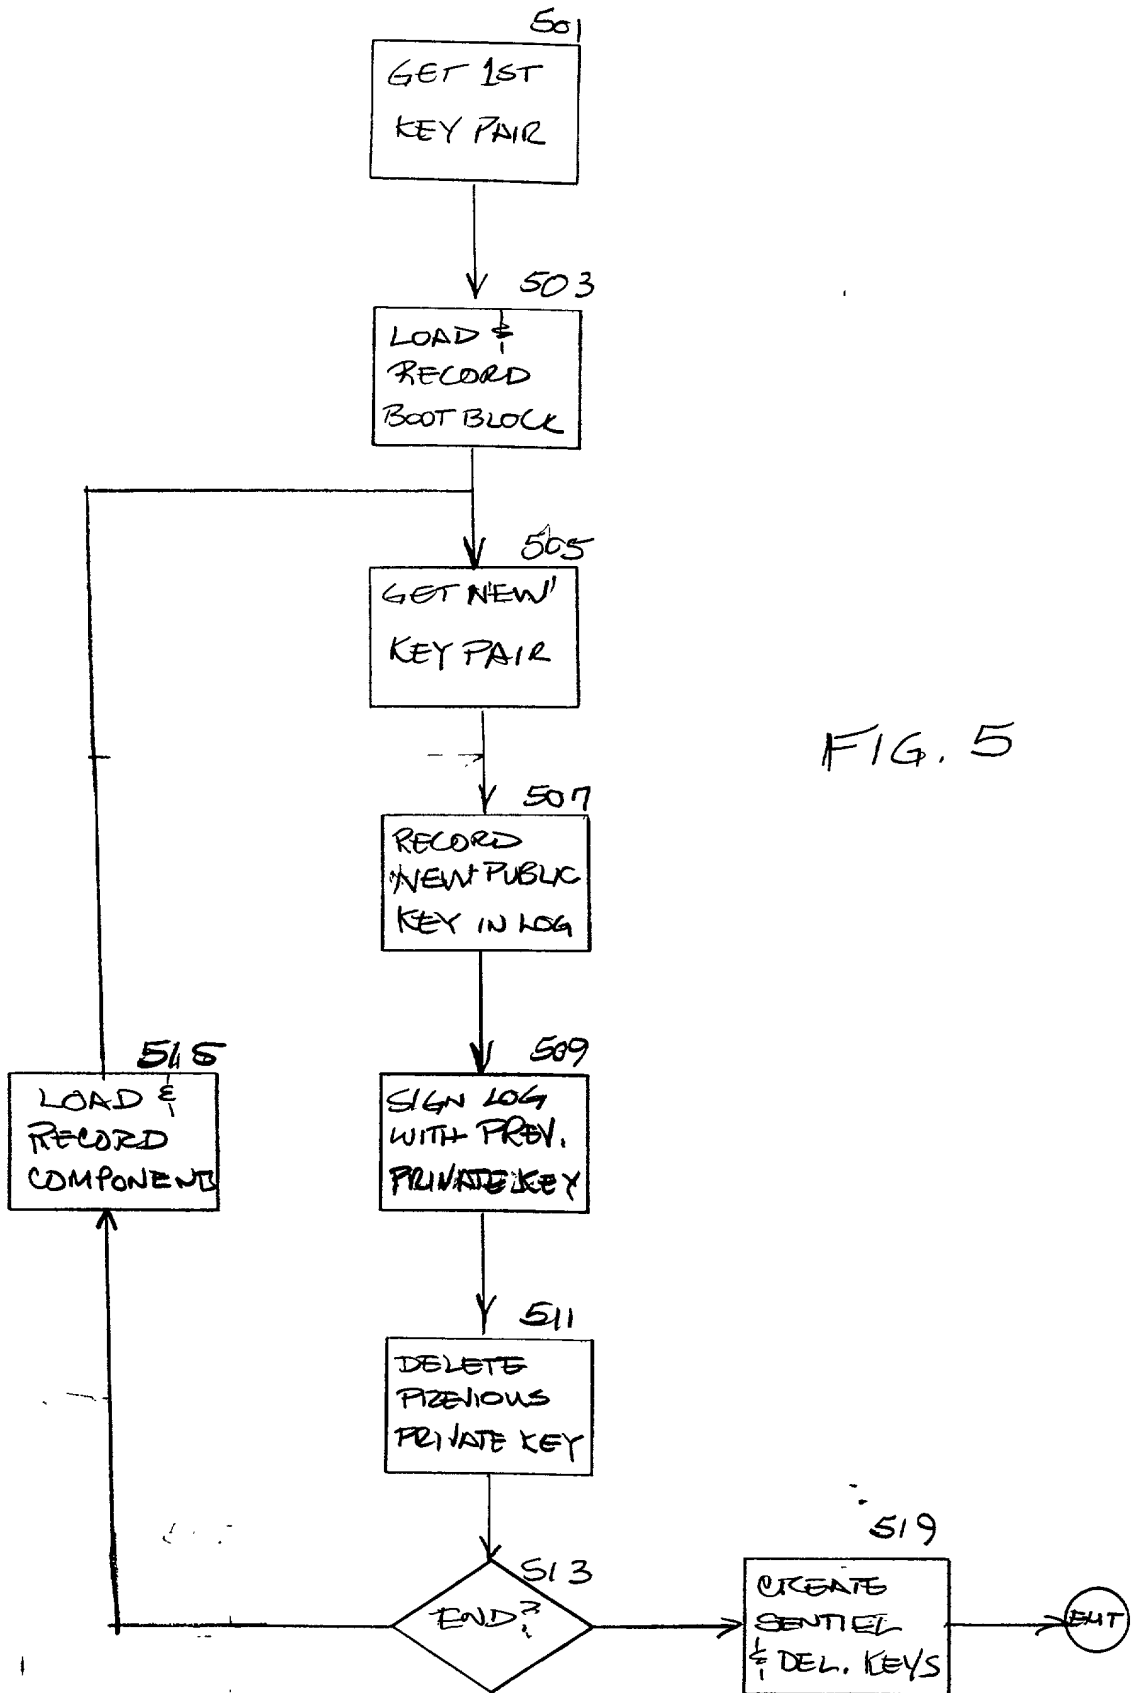 501
GET 1ST
KEY PAIR
503
LOAD &
RECORD
BOOT BLOCK
505
GET "NEW"
KEY PAIR
FIG. 5
507
RECORD
"NEW" PUBLIC
KEY IN LOG
515
LOAD &
RECORD
COMPONENT
509
SIGN LOG
WITH PREV.
PRIVATE KEY
511
DELETE
PREVIOUS
PRIVATE KEY
513
END?
519
CREATE
SENTIEL
& DEL. KEYS
EXIT